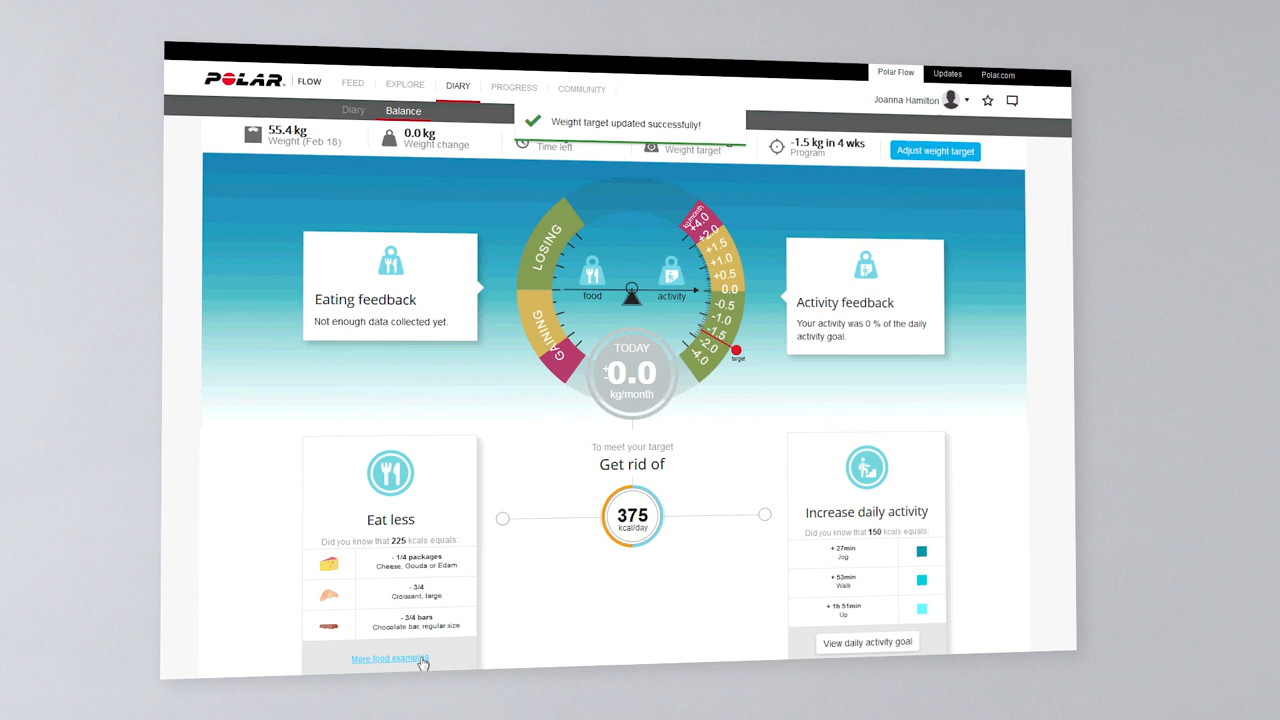 POLAR FLOW FEED EXPLORE DIARY PROGRESS COMMUNITY
Polar Flow Updates Polar.com
Joanna Hamilton
Diary Balance
Weight target updated successfully!
55.4 kg
Weight (Feb 18)
0.0 kg
Weight change
Time left
Weight target
-1.5 kg in 4 wks
Program
Adjust weight target
Eating feedback
Not enough data collected yet.
LOSING
GAINING
food
activity
kg/month
+4.0
+2.0
+1.5
+1.0
+0.5
0.0
-0.5
-1.0
-1.5
-2.0
-4.0
target
TODAY
+-0.0
kg/month
Activity feedback
Your activity was 0 % of the daily
activity goal.
To meet your target
Get rid of
375
kcal/day
Eat less
Did you know that 225 kcals equals:
- 1/4 packages
Cheese, Gouda or Edam
- 3/4
Croissant, large
- 3/4 bars
Chocolate bar, regular size
More food examples
Increase daily activity
Did you know that 150 kcal equals:
+ 27min
Jog
+ 53min
Walk
+ 1h 51min
Up
View daily activity goal